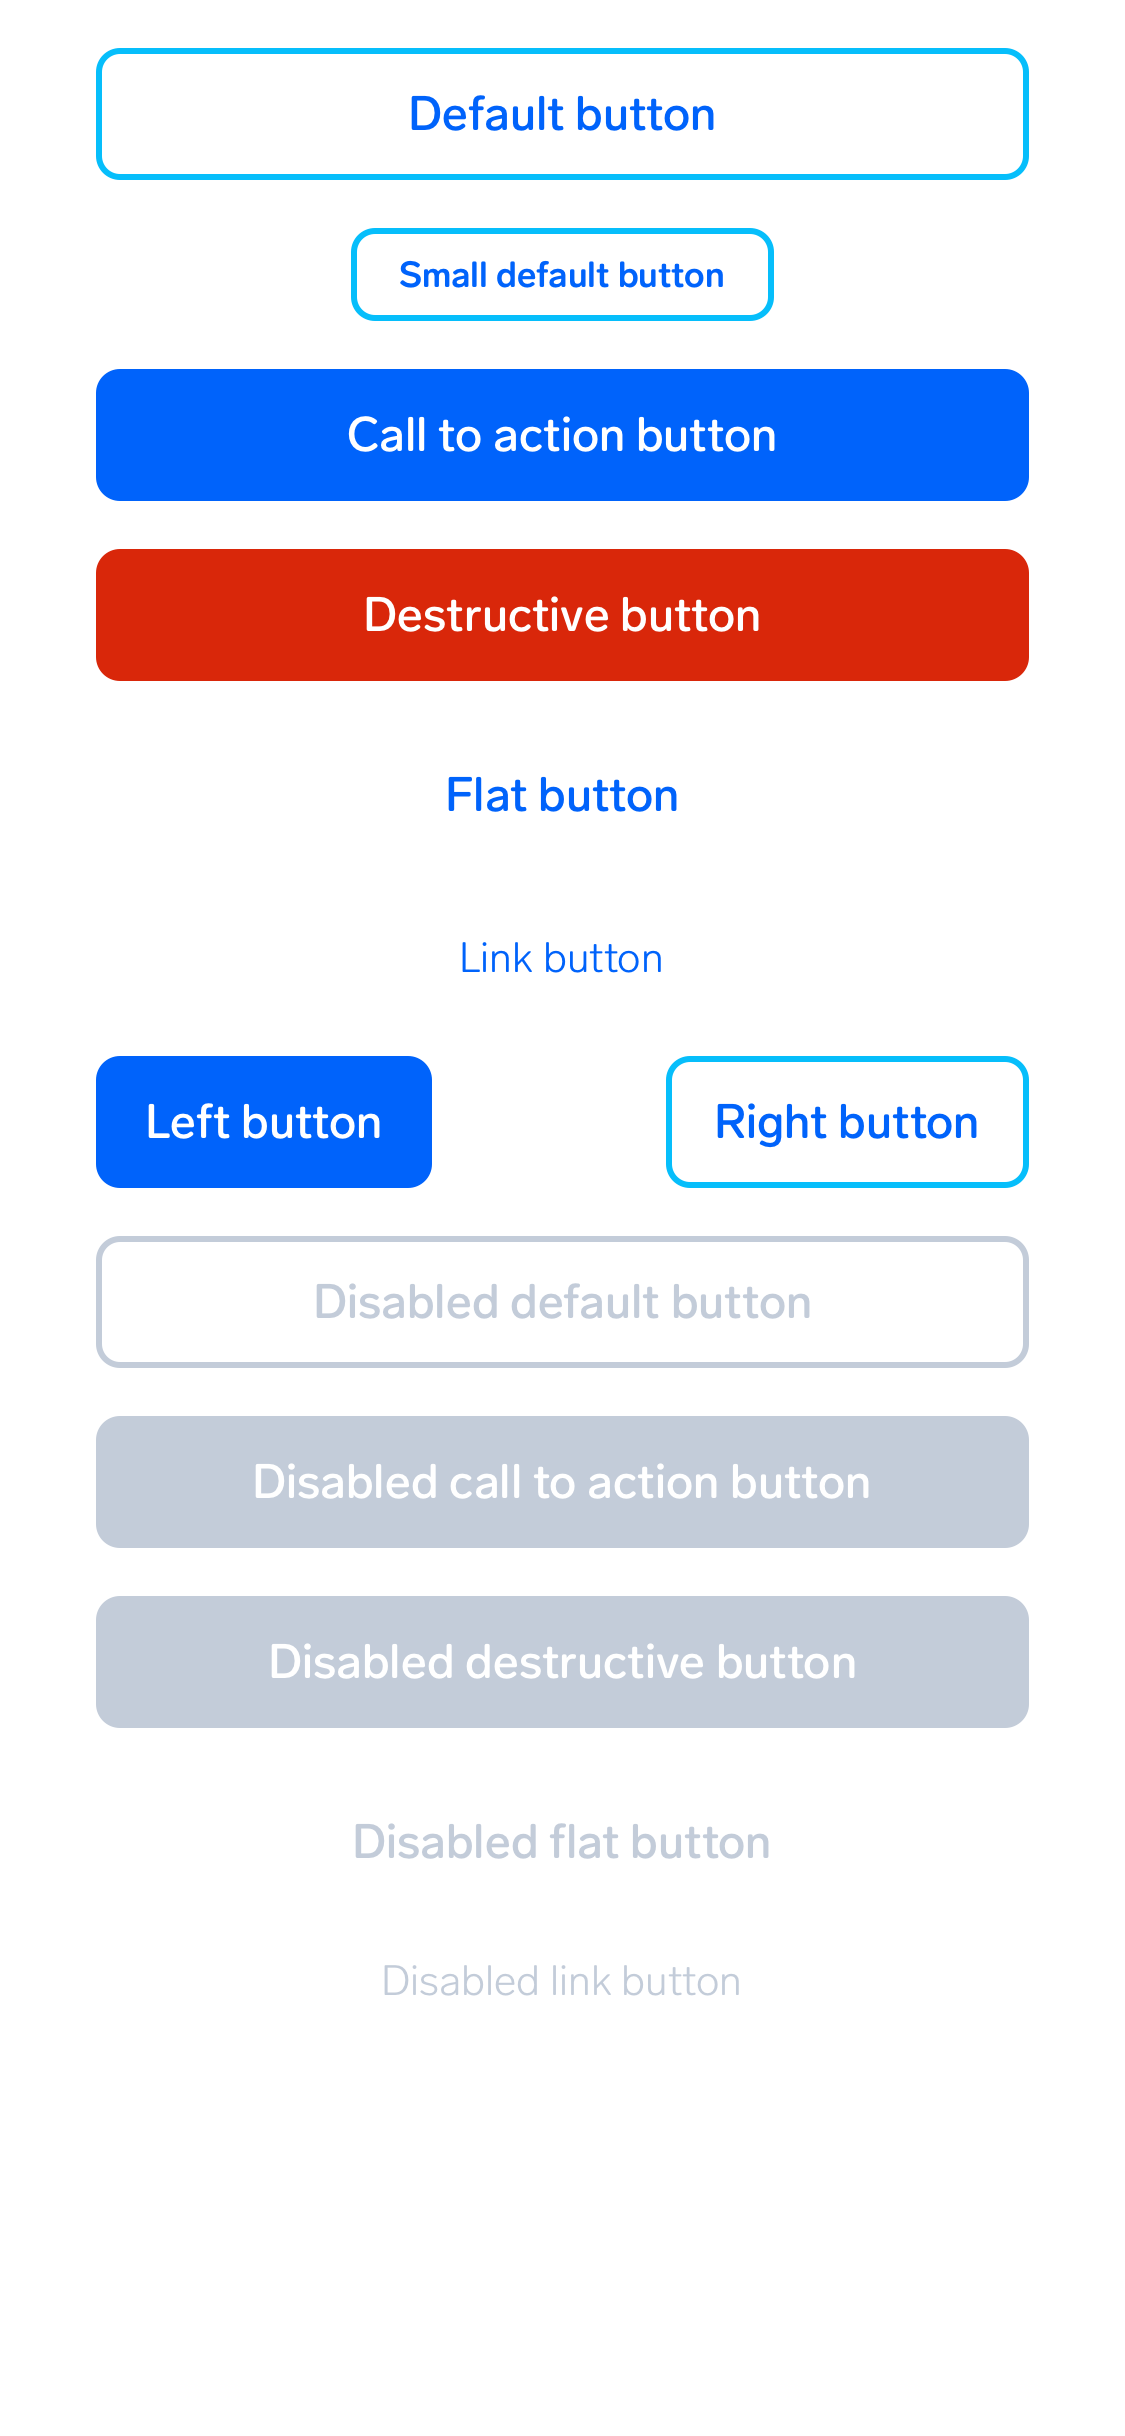 Default button
Small default button
Call to action button
Destructive button
Flat button
Link button
Left button
Right button
Disabled default button
Disabled call to action button
Disabled destructive button
Disabled flat button
Disabled link button